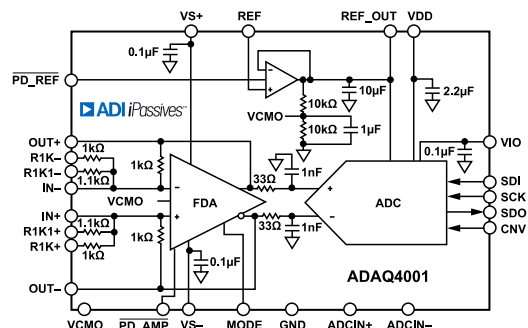 VS+ REF REF_OUT VDD
0.1µF
PD_REF
10µF
2.2µF
10kΩ
VCMO
10kΩ
1µF
ADI iPassives™
OUT+
1kΩ
R1K–
R1K1–
1.1kΩ
IN–
1kΩ
VCMO
FDA
33Ω
1nF
ADC
0.1µF
VIO
SDI
SCK
SDO
CNV
IN+
1.1kΩ
R1K1+
R1K+
1kΩ
1kΩ
33Ω
1nF
0.1µF
OUT–
ADAQ4001
VCMO PD_AMP VS– MODE GND ADCIN+ ADCIN–